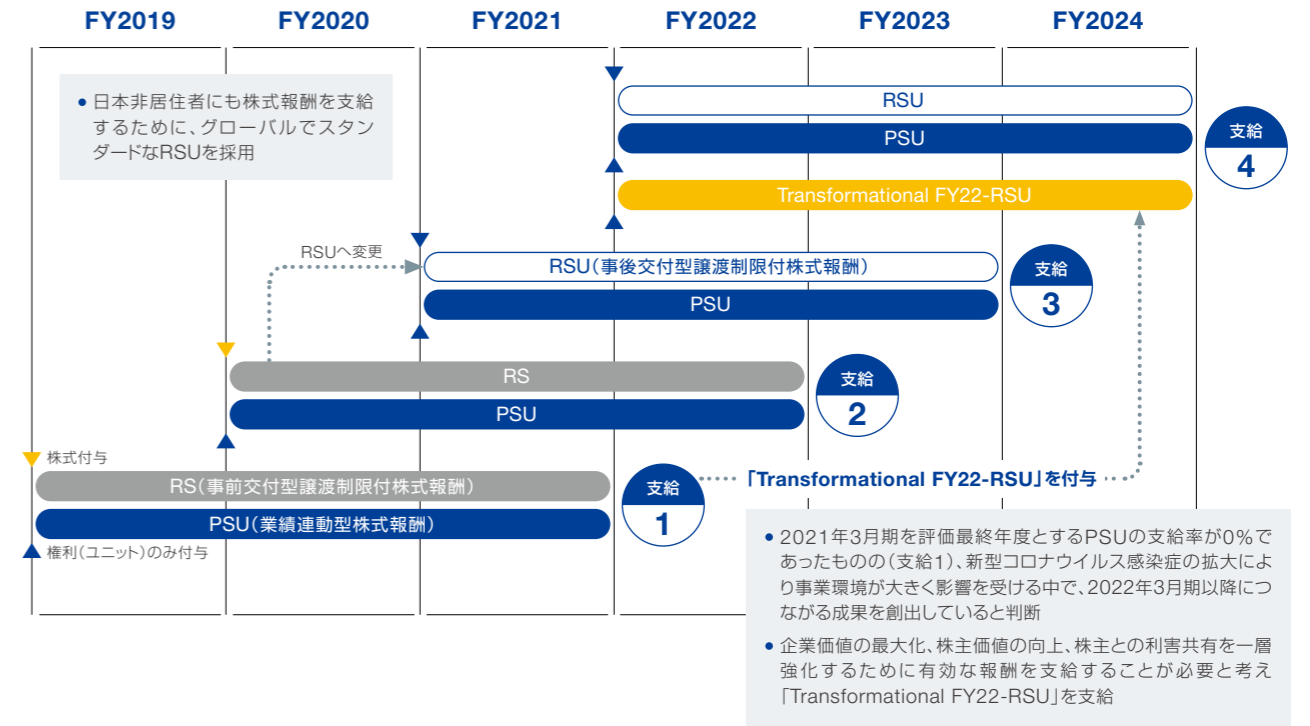 FY2019 FY2020 FY2021 FY2022 FY2023 FY2024
● 日本非居住者にも株式報酬を支給
するために、グローバルでスタン
ダードなRSUを採用
RSU
PSU
支給
4
Transformational FY22-RSU
RSUへ変更
RSU（事後交付型譲渡制限付株式報酬）
PSU
支給
3
RS
PSU
支給
2
株式付与
RS（事前交付型譲渡制限付株式報酬）
PSU（業績連動型株式報酬）
権利（ユニット）のみ付与
支給
1
「Transformational FY22-RSU」を付与
● 2021年3月期を評価最終年度とするPSUの支給率が0％で
あったものの（支給1）、新型コロナウイルス感染症の拡大によ
り事業環境が大きく影響を受ける中で、2022年3月期以降につ
ながる成果を創出していると判断
● 企業価値の最大化、株主価値の向上、株主との利害共有を一層
強化するために有効な報酬を支給することが必要と考え
「Transformational FY22-RSU」を支給